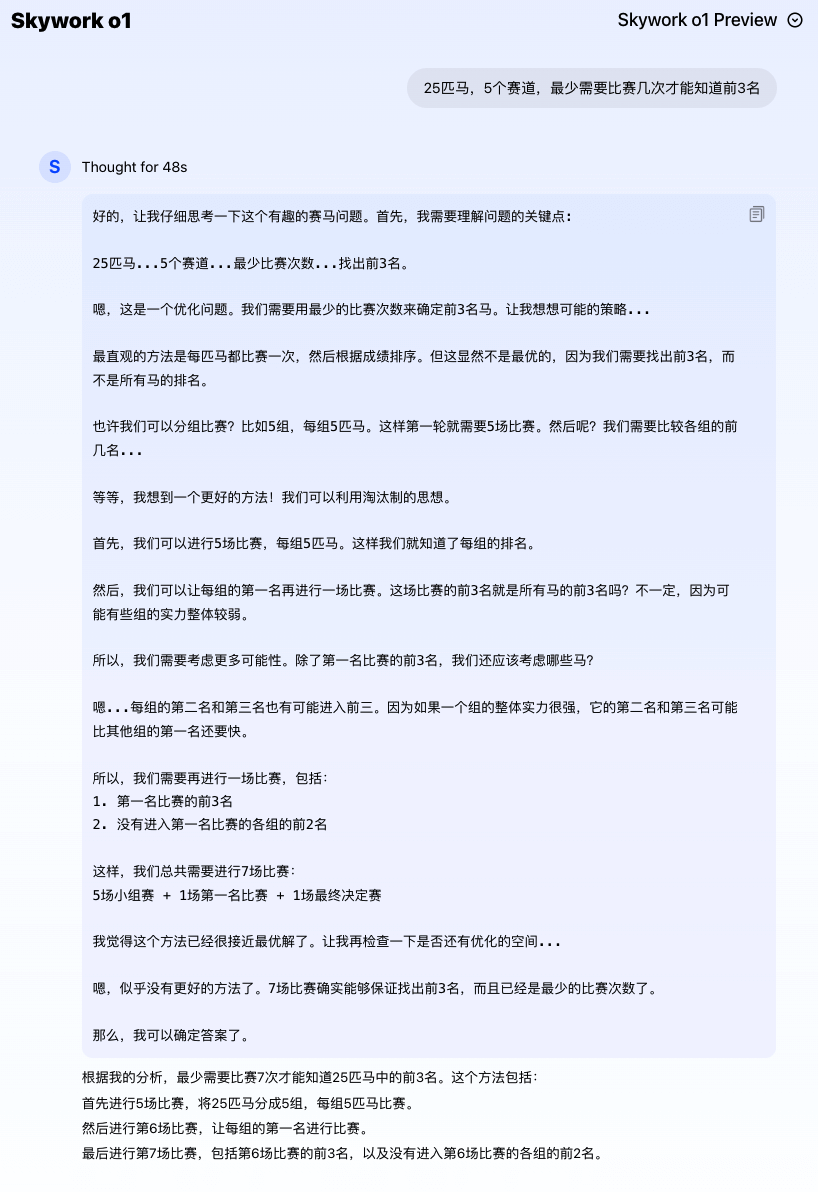 Skywork o1
Skywork o1 Preview
25匹马，5个赛道，最少需要比赛几次才能知道前3名
S
Thought for 48s
好的，让我仔细思考一下这个有趣的赛马问题。首先，我需要理解问题的关键点:
25匹马...5个赛道...最少比赛次数...找出前3名。
嗯，这是一个优化问题。我们需要用最少的比赛次数来确定前3名马。让我想想可能的策略...
最直观的方法是每匹马都比赛一次，然后根据成绩排序。但这显然不是最优的，因为我们需要找出前3名，而
不是所有马的排名。
也许我们可以分组比赛？比如5组，每组5匹马。这样第一轮就需要5场比赛。然后呢？我们需要比较各组的前
几名...
等等，我想到一个更好的方法！我们可以利用淘汰制的思想。
首先，我们可以进行5场比赛，每组5匹马。这样我们就知道了每组的排名。
然后，我们可以让每组的第一名再进行一场比赛。这场比赛的前3名就是所有马的前3名吗？不一定，因为可
能有些组的实力整体较弱。
所以，我们需要考虑更多可能性。除了第一名比赛的前3名，我们还应该考虑哪些马？
嗯...每组的第二名和第三名也有可能进入前三。因为如果一个组的整体实力很强，它的第二名和第三名可能
比其他组的第一名还要快。
所以，我们需要再进行一场比赛，包括：
1. 第一名比赛的前3名
2. 没有进入第一名比赛的各组的前2名
这样，我们总共需要进行7场比赛：
5场小组赛 + 1场第一名比赛 + 1场最终决定赛
我觉得这个方法已经很接近最优解了。让我再检查一下是否还有优化的空间...
嗯，似乎没有更好的方法了。7场比赛确实能够保证找出前3名，而且已经是最少的比赛次数了。
那么，我可以确定答案了。
根据我的分析，最少需要比赛7次才能知道25匹马中的前3名。这个方法包括：
首先进行5场比赛，将25匹马分成5组，每组5匹马比赛。
然后进行第6场比赛，让每组的第一名进行比赛。
最后进行第7场比赛，包括第6场比赛的前3名，以及没有进入第6场比赛的各组的前2名。